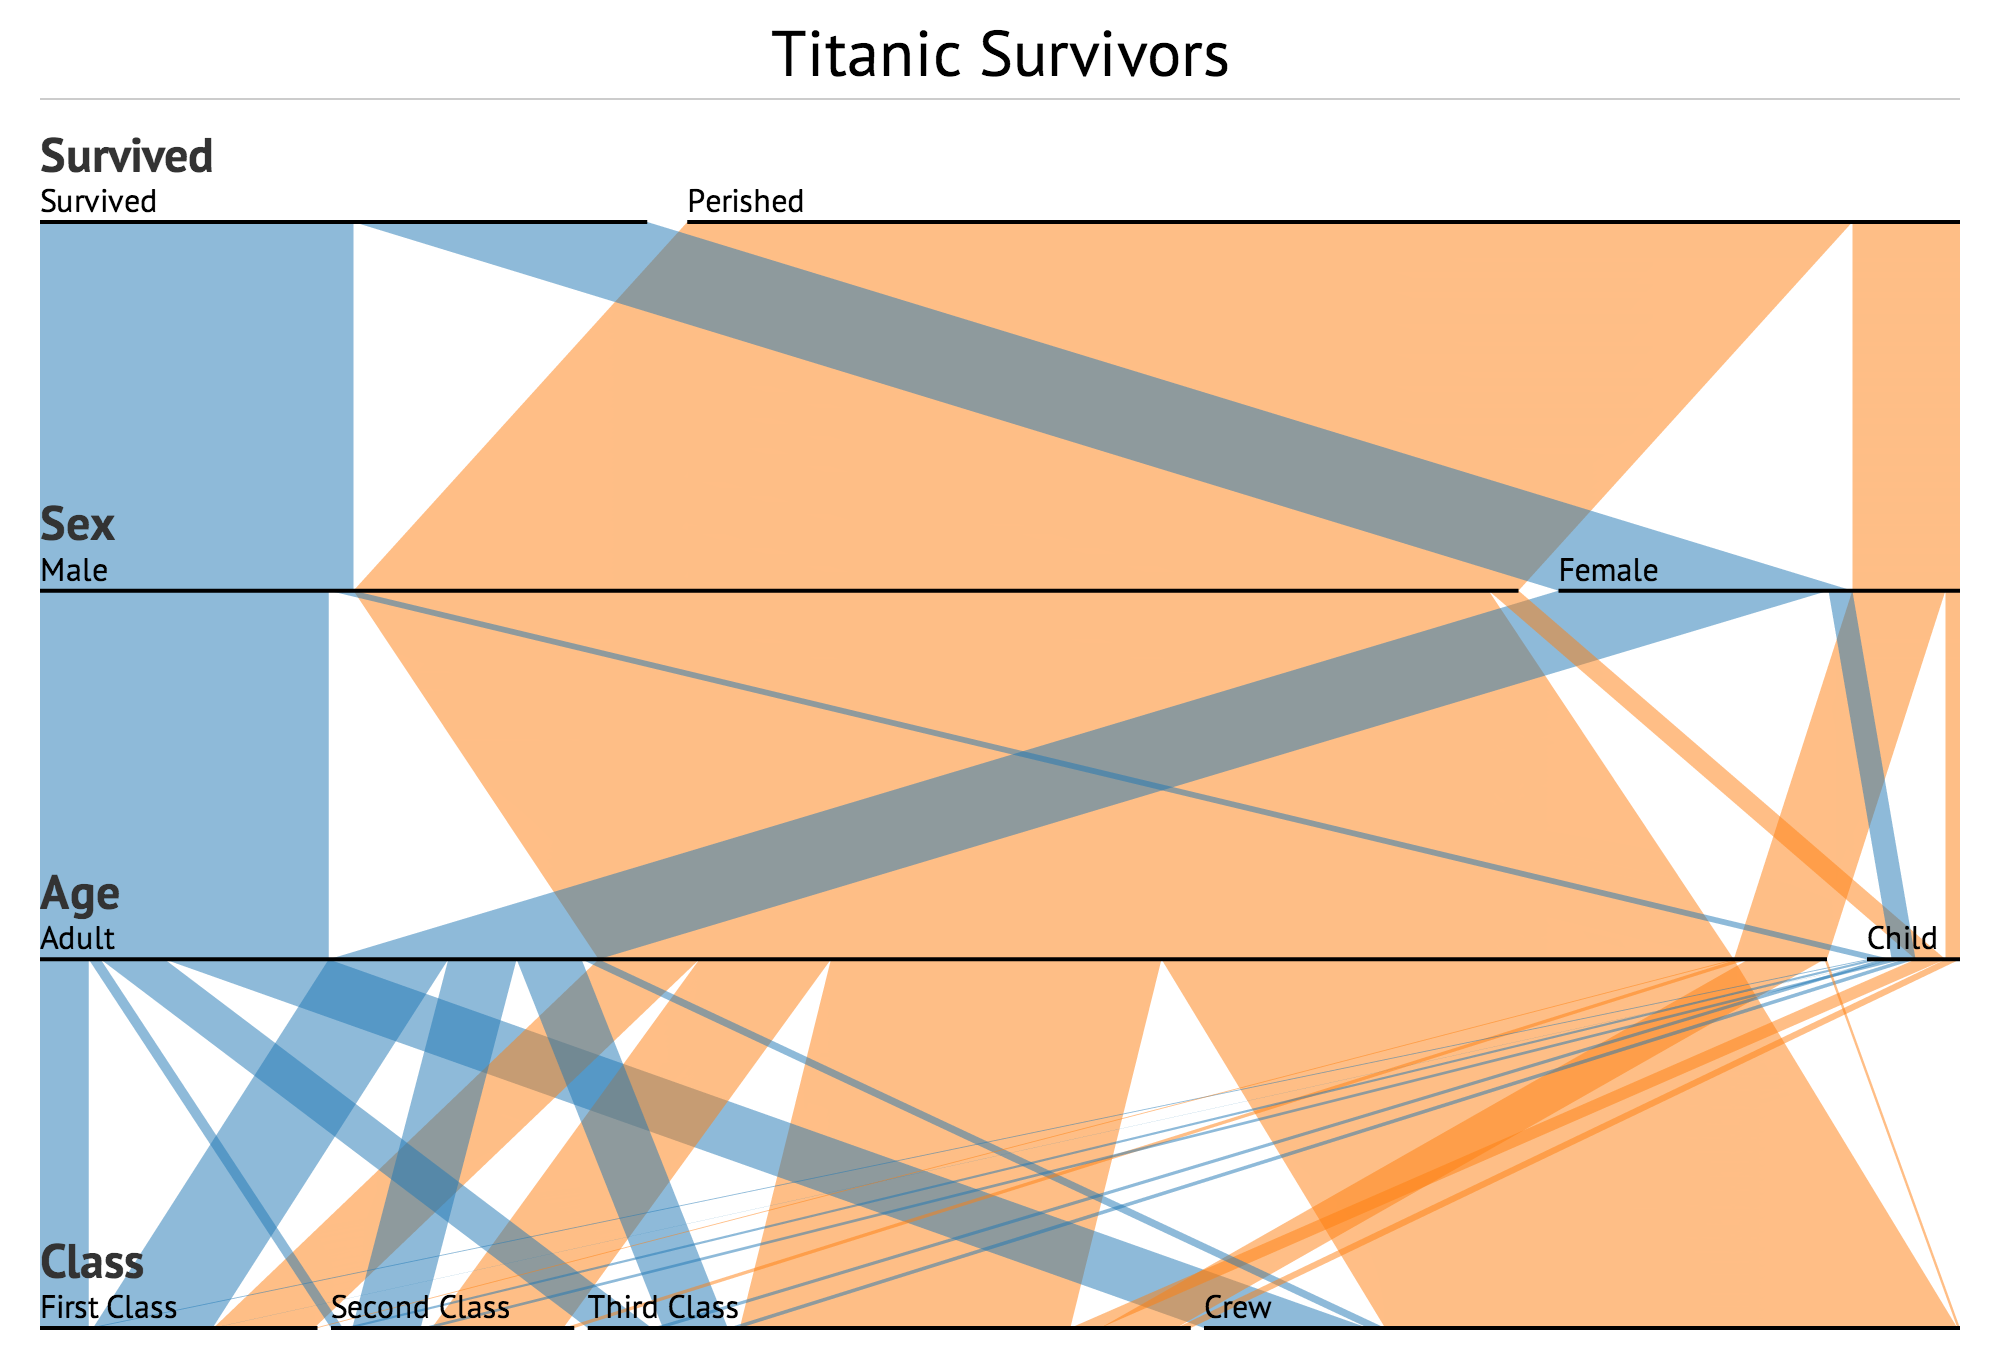 Titanic Survivors
Survived
Survived Perished
Sex
Male Female
Age
Adult Child
Class
First Class Second Class Third Class Crew